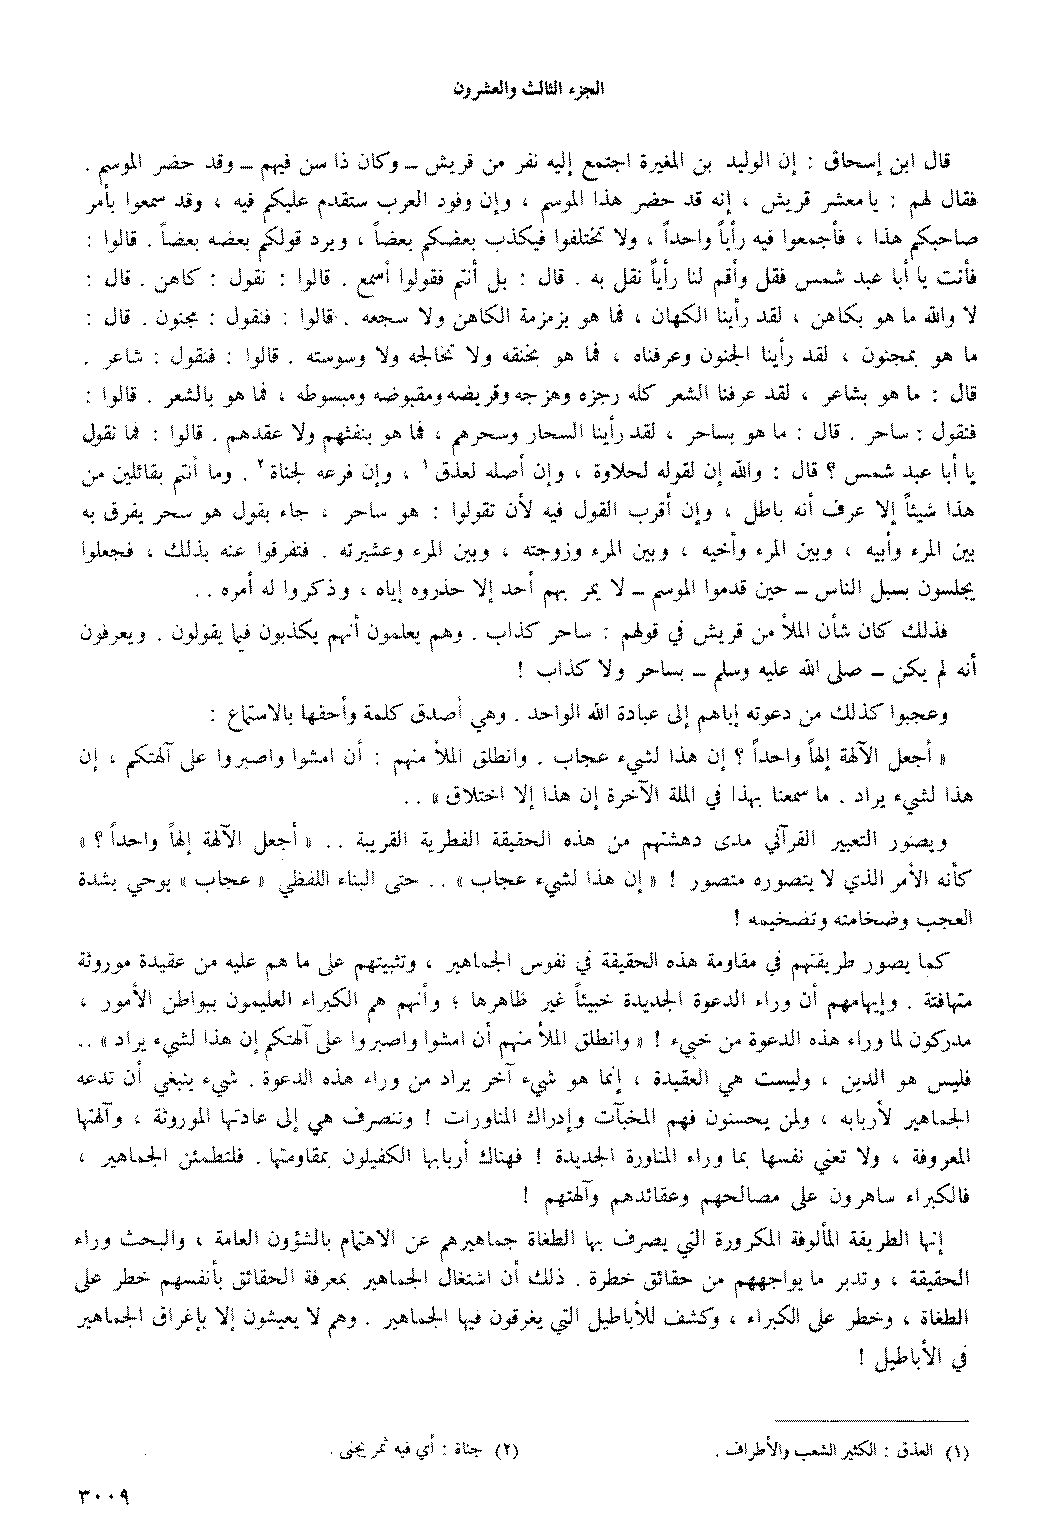 الجزء الثالث والعشرون
قال ابن إسحاق : إن الوليد بن المغيرة اجتمع إليه نفر من قريش – وكان ذا سن فيهم – وقد حضر الموسم .
فقال لهم : يا معشر قريش ، إنه قد حضر هذا الموسم ، وإن وفود العرب ستقدم عليكم فيه ، وقد سمعوا بأمر
صاحبكم هذا ، فأجمعوا فيه رأياً واحداً ، ولا تختلفوا فيكذب بعضكم بعضاً ، ويرد قولكم بعضه بعضاً . قالوا :
فأنت يا أبا عبد شمس فقل وأقم لنا رأياً نقل به . قال : بل أنتم فقولوا أسمع . قالوا : نقول : كاهن . قال :
لا والله ما هو بكاهن ، لقد رأينا الكهان ، فما هو بزمزمة الكاهن ولا سجعه . قالوا : فنقول : مجنون . قال :
ما هو بمجنون ، لقد رأينا الجنون وعرفناه ، فما هو بخنقه ولا تخالجه ولا وسوسته . قالوا : فنقول : شاعر .
قال : ما هو بشاعر ، لقد عرفنا الشعر كله رجزه وهزجه وقريضه ومقبوضه ومبسوطه ، فما هو بالشعر . قالوا :
فنقول : ساحر . قال : ما هو بساحر ، لقد رأينا السحار وسحرهم ، فما هو بنفثهم ولا عقدهم . قالوا : فما نقول
يا أبا عبد شمس ؟ قال : والله إن لقوله لحلاوة ، وإن أصله لعذق ١ ، وإن فرعه لجناة ٢ . وما أنتم بقائلين من
هذا شيئاً إلا عرف أنه باطل ، وإن أقرب القول فيه لأن تقولوا : هو ساحر ، جاء بقول هو سحر يفرق به
بين المرء وأبيه ، وبين المرء وأخيه ، وبين المرء وزوجته ، وبين المرء وعشيرته . فتفرقوا عنه بذلك ، فجعلوا
يجلسون بسبل الناس – حين قدموا الموسم – لا يمر بهم أحد إلا حذروه إياه ، وذكروا له أمره . .
فذلك كان شأن الملأ من قريش في قولهم : ساحر كذاب . وهم يعلمون أنهم يكذبون فيما يقولون . ويعرفون
أنه لم يكن – صلى الله عليه وسلم – بساحر ولا كذاب !
وعجبوا كذلك من دعوته إياهم إلى عبادة الله الواحد . وهي أصدق كلمة وأحقها بالاستماع :
« أجعل الآلهة إلهاً واحداً ؟ إن هذا لشيء عجاب . وانطلق الملأ منهم : أن امشوا واصبروا على آلهتكم ، إن
هذا لشيء يراد . ما سمعنا بهذا في الملة الآخرة إن هذا إلا اختلاق » . .
ويصور التعبير القرآني مدى دهشتهم من هذه الحقيقة الفطرية القريبة . . « أجعل الآلهة إلهاً واحداً ؟ »
كأنه الأمر الذي لا يتصوره متصور ! « إن هذا لشيء عجاب » . . حتى البناء اللفظي « عجاب » يوحي بشدة
العجب وضخامته وتضخيمه !
كما يصور طريقتهم في مقاومة هذه الحقيقة في نفوس الجماهير ، وتثبيتهم على ما هم عليه من عقيدة موروثة
متهافتة . وإيهامهم أن وراء الدعوة الجديدة خبيئاً غير ظاهرها ؛ وأنهم هم الكبراء العليمون ببواطن الأمور ،
مدركون لما وراء هذه الدعوة من خبيء ! « وانطلق الملأ منهم أن امشوا واصبروا على آلهتكم إن هذا لشيء يراد » . .
فليس هو الدين ، وليست هي العقيدة ، إنما هو شيء آخر يراد من وراء هذه الدعوة . شيء ينبغي أن تدعه
الجماهير لأربابه ، ولمن يحسنون فهم المخبآت وإدراك المناورات ! وتنصرف هي إلى عادتها الموروثة ، وآلهتها
المعروفة ، ولا تعني نفسها بما وراء المناورة الجديدة ! فهناك أربابها الكفيلون بمقاومتها . فلتطمئن الجماهير ،
فالكبراء ساهرون على مصالحهم وعقائدهم وآلهتهم !
إنها الطريقة المألوفة المكرورة التي يصرف بها الطغاة جماهيرهم عن الاهتمام بالشؤون العامة ، والبحث وراء
الحقيقة ، وتدبر ما يواجههم من حقائق خطرة . ذلك أن اشتغال الجماهير بمعرفة الحقائق بأنفسهم خطر على
الطغاة ، وخطر على الكبراء ، وكشف للأباطيل التي يغرقون فيها الجماهير . وهم لا يعيشون إلا بإغراق الجماهير
في الأباطيل !
(١) العذق : الكثير الشعب والأطراف . (٢) جناة : أي فيه ثمر يجنى .
٣٠٠٩